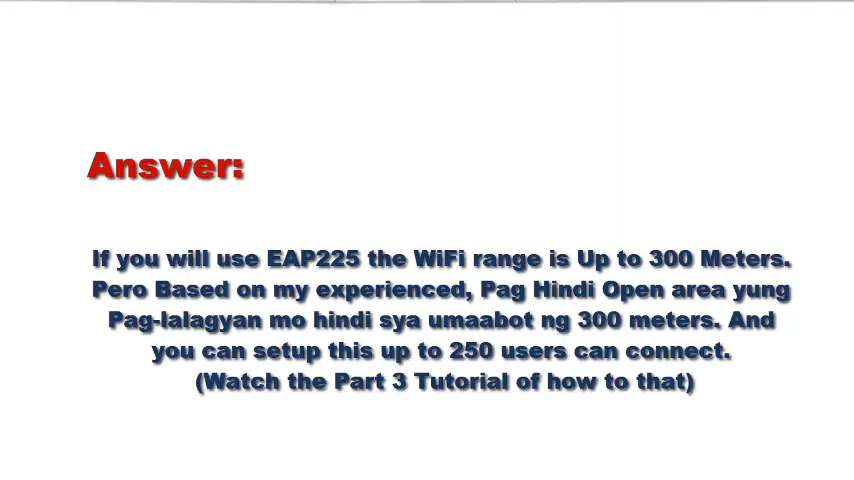 Answer:
If you will use EAP225 the WiFi range is Up to 300 Meters.
Pero Based on my experienced, Pag Hindi Open area yung
Pag-lalagyan mo hindi sya umaabot ng 300 meters. And
you can setup this up to 250 users can connect.
(Watch the Part 3 Tutorial of how to that)